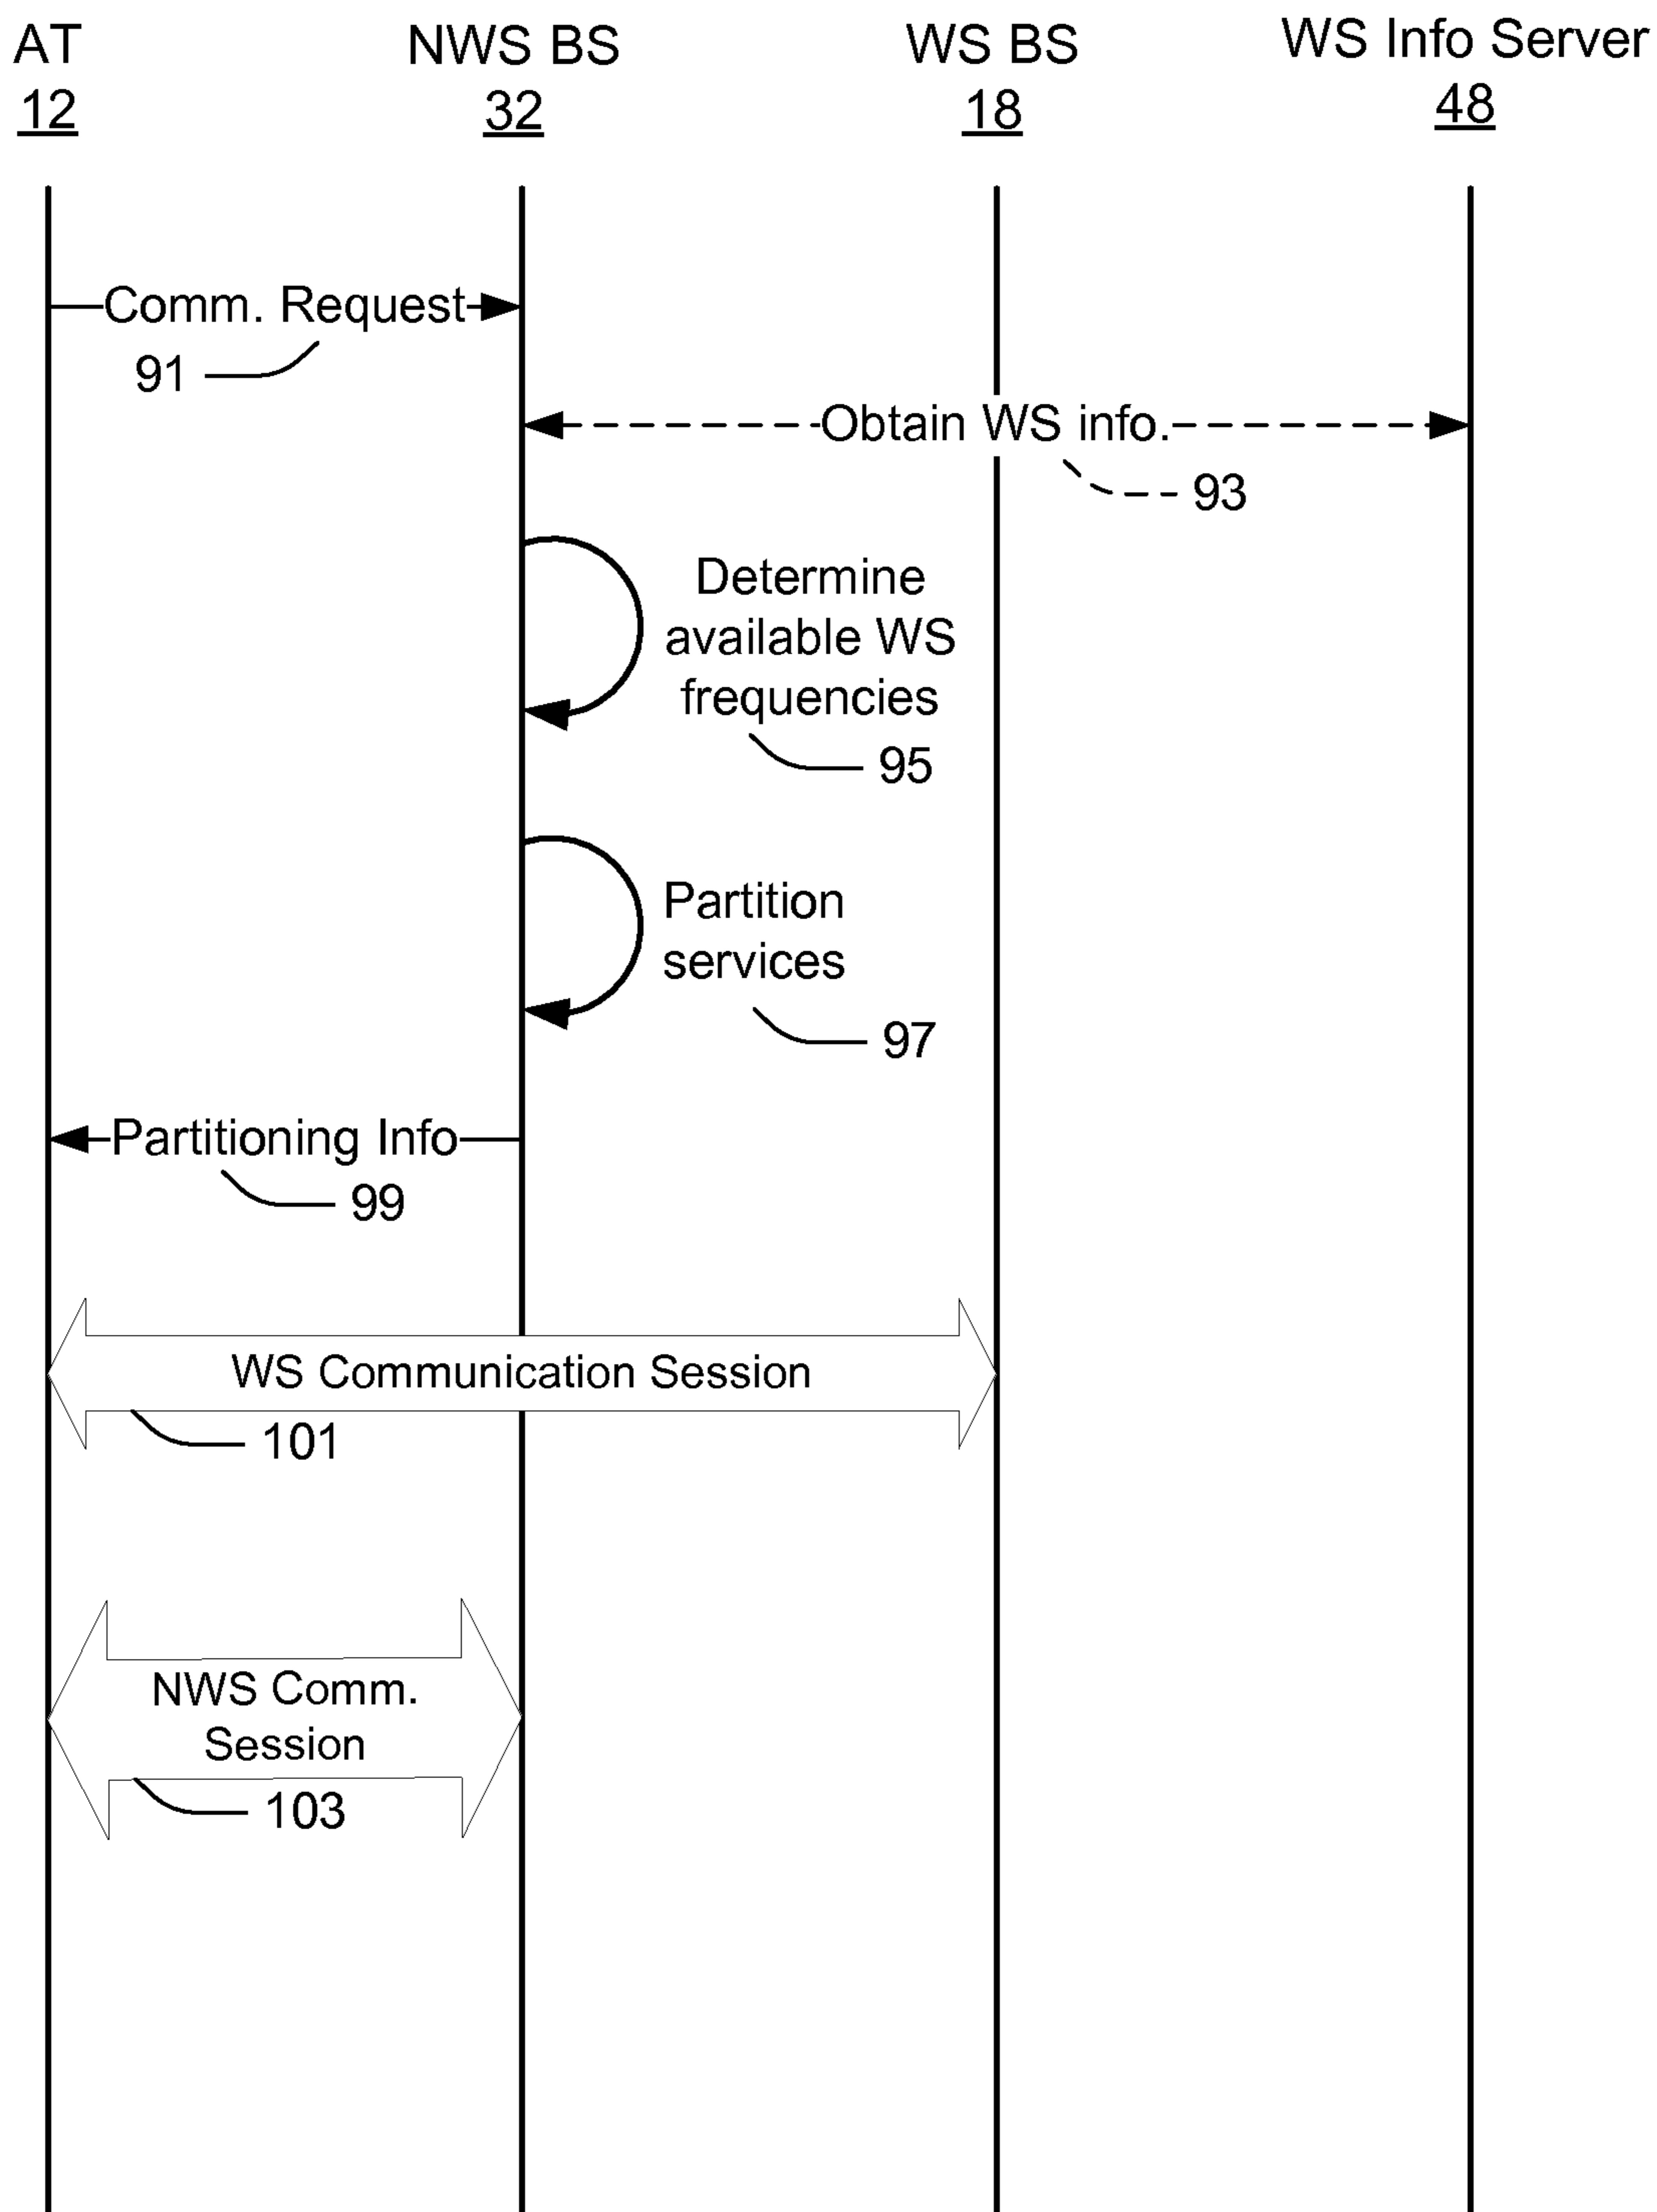 AT
NWS BS
WS BS
WS Info Server
12
32
18
48
Comm. Request
91
Obtain WS info.
93
Determine
available WS
frequencies
95
Partition
services
97
Partitioning Info
99
WS Communication Session
101
NWS Comm.
Session
103